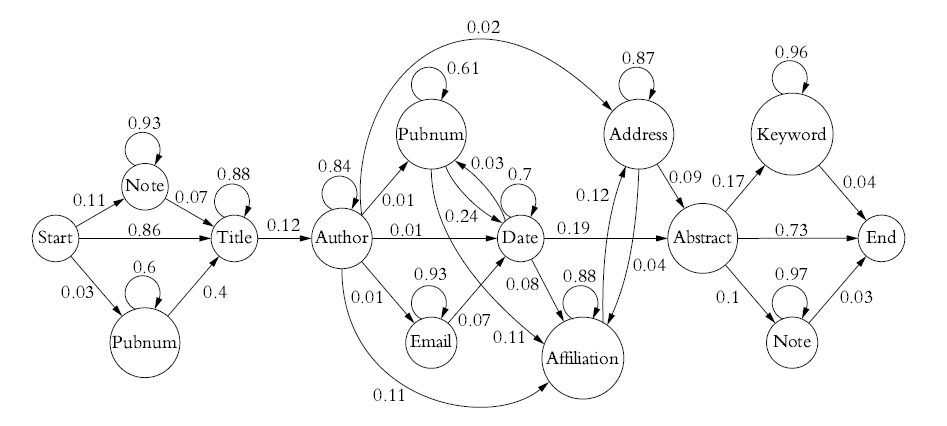 0.02
0.96
0.87
0.61
0.93
Pubnum
Address
Keyword
0.88
0.84
0.03
0.7
Note
0.11
0.07
0.01
0.24
0.12
0.09
0.17
0.04
Start
0.86
Title
0.12
Author
0.01
Date
0.19
Abstract
0.73
End
0.6
0.93
0.08
0.88
0.04
0.97
0.03
0.4
0.01
0.07
0.1
0.03
Pubnum
Email
0.11
Affiliation
Note
0.11